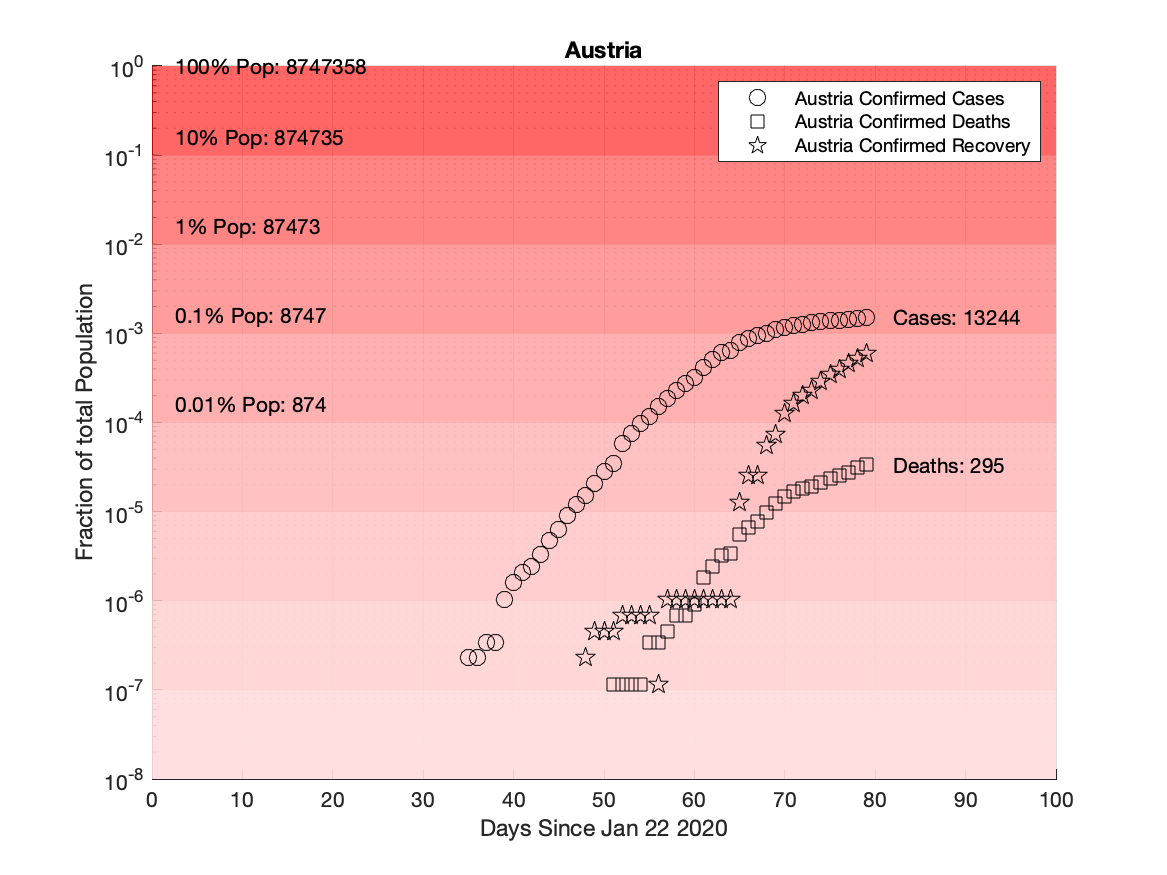 Austria
10^0
100% Pop: 8747358
Austria Confirmed Cases
Austria Confirmed Deaths
Austria Confirmed Recovery
10% Pop: 874735
10^-1
1% Pop: 87473
10^-2
0.1% Pop: 8747
Cases: 13244
10^-3
0.01% Pop: 874
10^-4
Deaths: 295
10^-5
10^-6
10^-7
10^-8
Fraction of total Population
0 10 20 30 40 50 60 70 80 90 100
Days Since Jan 22 2020